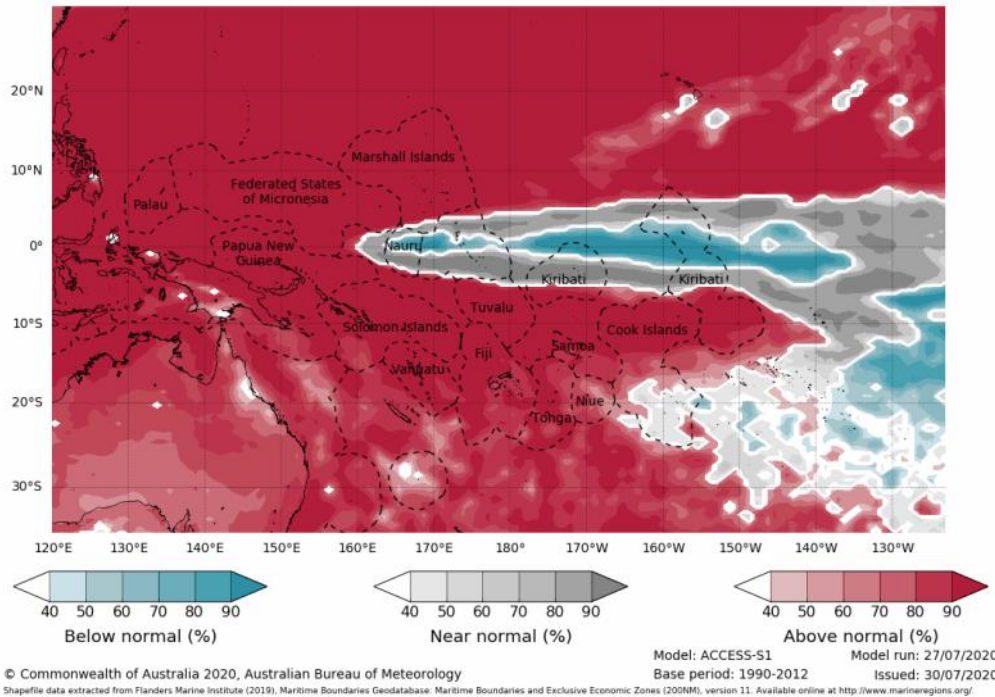 20°N
10°N
0°
10°S
20°S
30°S
Marshall Islands
Federated States
of Micronesia
Palau
Papua New
Guinea
Nauru
Kiribati
Kiribati
Tuvalu
Solomon Islands
Cook Islands
Fiji
Samoa
Vanuatu
Niue
Tonga
120°E 130°E 140°E 150°E 160°E 170°E 180° 170°W 160°W 150°W 140°W 130°W
40 50 60 70 80 90
Below normal (%)
40 50 60 70 80 90
Near normal (%)
40 50 60 70 80 90
Above normal (%)
Model: ACCESS-S1 Model run: 27/07/2020
© Commonwealth of Australia 2020, Australian Bureau of Meteorology Base period: 1990-2012 Issued: 30/07/2020
Shapefile data extracted from Flanders Marine Institute (2019), Maritime Boundaries Geodatabase: Maritime Boundaries and Exclusive Economic Zones (200NM), version 11. Available online at http://www.marineregions.org/.